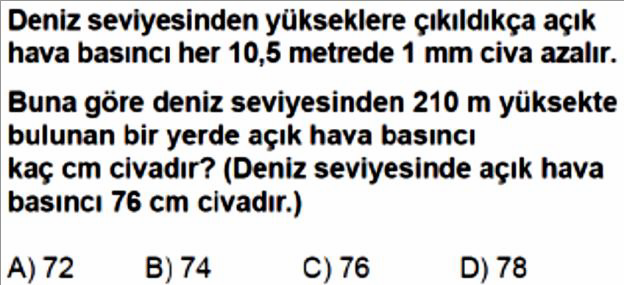 Deniz seviyesinden yükseklere çıkıldıkça açık
hava basıncı her 10,5 metrede 1 mm civa azalır.
Buna göre deniz seviyesinden 210 m yüksekte
bulunan bir yerde açık hava basıncı
kaç cm civadır? (Deniz seviyesinde açık hava
basıncı 76 cm civadır.)
A) 72 B) 74 C) 76 D) 78